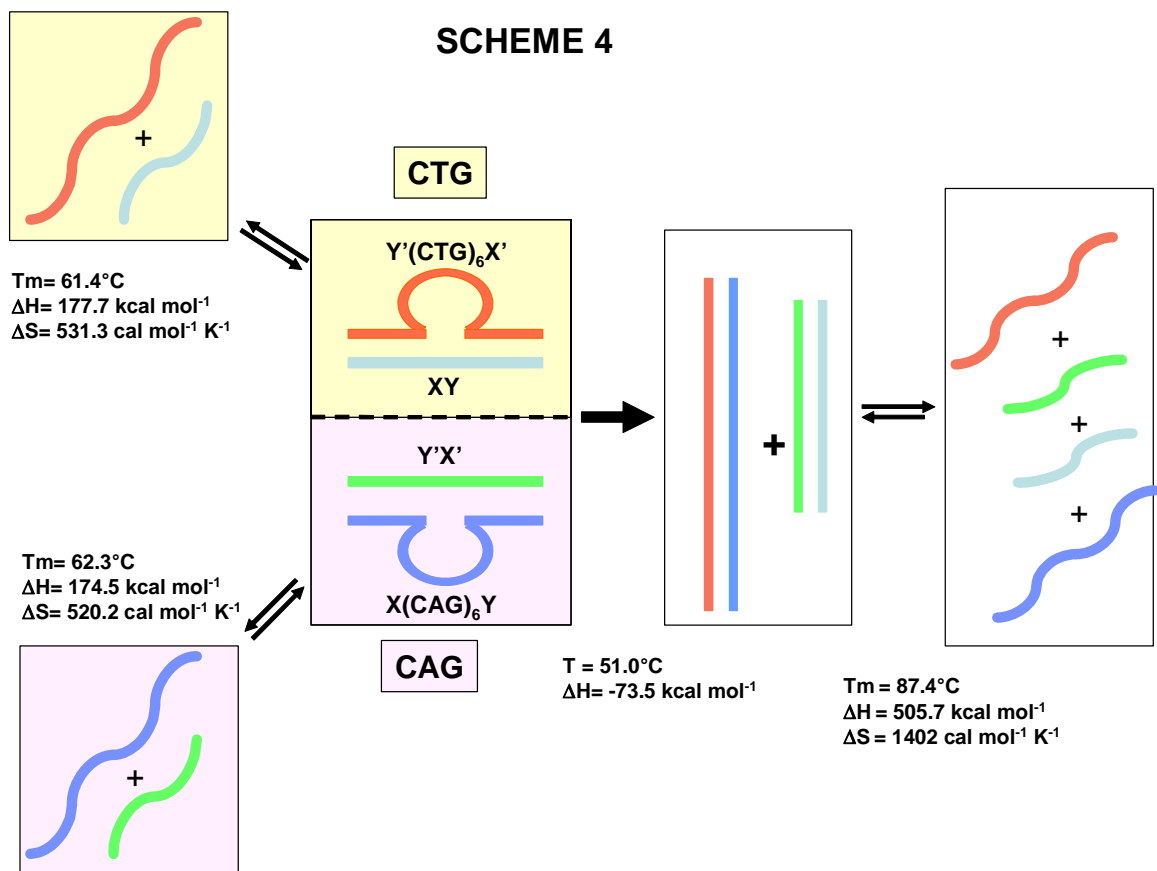 SCHEME 4
+
CTG
Y'(CTG)₆X'
XY
Tm= 61.4°C
ΔH= 177.7 kcal mol⁻¹
ΔS= 531.3 cal mol⁻¹ K⁻¹
Y'X'
X(CAG)₆Y
CAG
Tm= 62.3°C
ΔH= 174.5 kcal mol⁻¹
ΔS= 520.2 cal mol⁻¹ K⁻¹
+
+
T = 51.0°C
ΔH= -73.5 kcal mol⁻¹
+
+
+
Tm = 87.4°C
ΔH = 505.7 kcal mol⁻¹
ΔS = 1402 cal mol⁻¹ K⁻¹